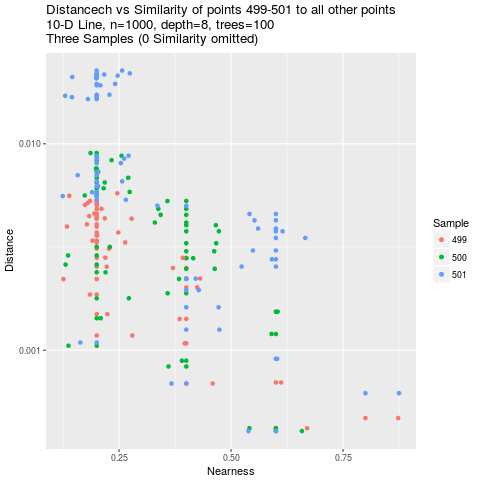 Distancech vs Similarity of points 499-501 to all other points
10-D Line, n=1000, depth=8, trees=100
Three Samples (0 Similarity omitted)
0.010
0.001
Distance
0.25
0.50
0.75
Nearness
Sample
499
500
501